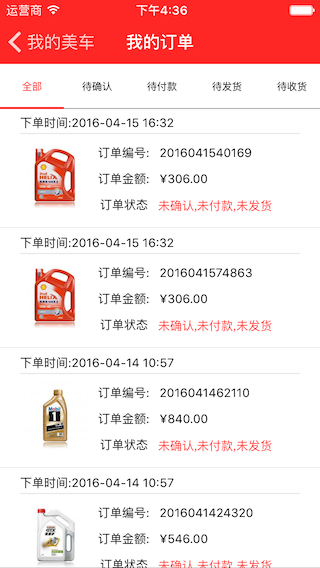 运营商 下午4:36
我的美车 我的订单
全部 待确认 待付款 待发货 待收货
下单时间:2016-04-15 16:32
订单编号: 2016041540169
订单金额: ¥306.00
订单状态 未确认,未付款,未发货
HELIX
下单时间:2016-04-15 16:32
订单编号: 2016041574863
订单金额: ¥306.00
订单状态 未确认,未付款,未发货
HELIX
下单时间:2016-04-14 10:57
订单编号: 2016041462110
订单金额: ¥840.00
订单状态 未确认,未付款,未发货
Mobil
1
下单时间:2016-04-14 10:57
订单编号: 2016041424320
订单金额: ¥546.00
订单状态 未确认,未付款,未发货